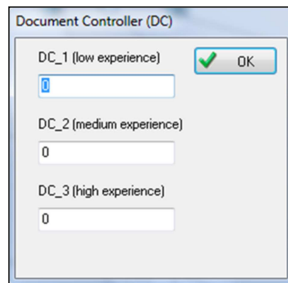 Document Controller (DC)
DC_1 (low experience)
OK
0
DC_2 (medium experience)
0
DC_3 (high experience)
0